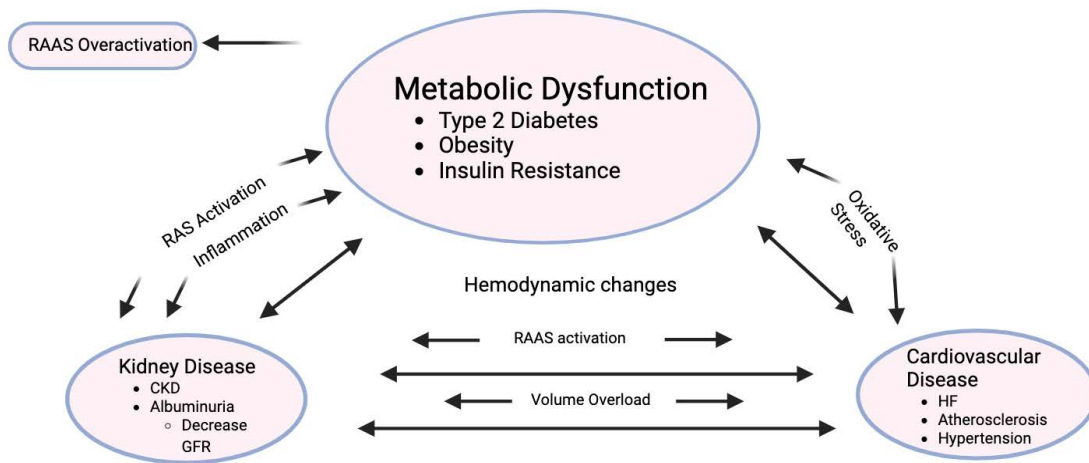 RAAS Overactivation
Metabolic Dysfunction
• Type 2 Diabetes
• Obesity
• Insulin Resistance
RAS Activation
Inflammation
Oxidative
Stress
Hemodynamic changes
RAAS activation
Volume Overload
Kidney Disease
• CKD
• Albuminuria
○ Decrease
GFR
Cardiovascular
Disease
• HF
• Atherosclerosis
• Hypertension